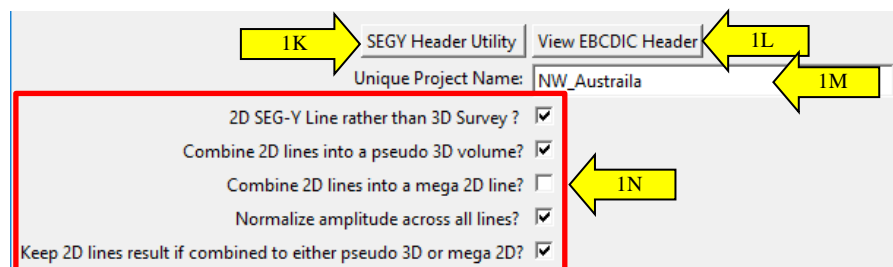 1K SEGY Header Utility View EBCDIC Header 1L
Unique Project Name: NW_Austraila 1M
2D SEG-Y Line rather than 3D Survey ?
Combine 2D lines into a pseudo 3D volume?
Combine 2D lines into a mega 2D line? 1N
Normalize amplitude across all lines?
Keep 2D lines result if combined to either pseudo 3D or mega 2D?